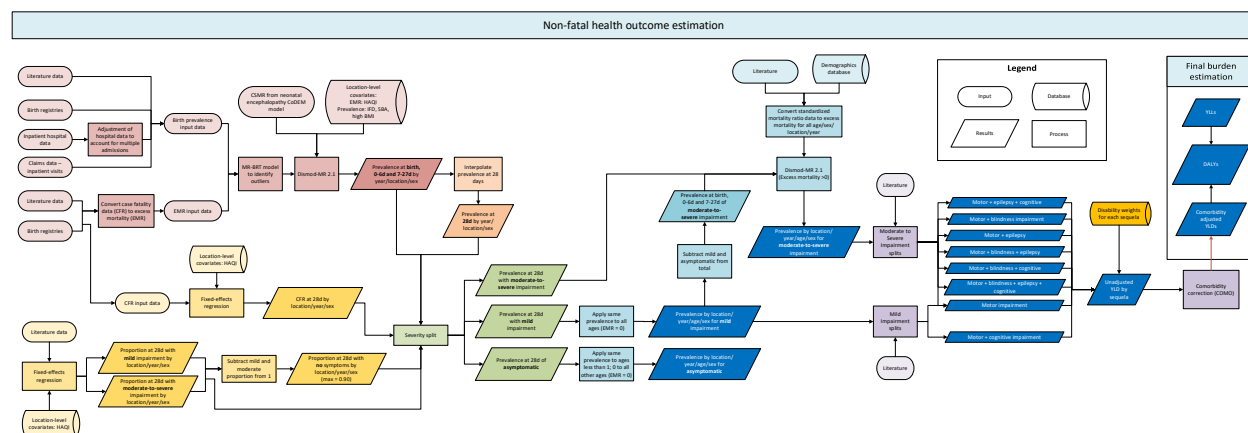 Non-fatal health outcome estimation
Literature data
Birth registries
Inpatient hospital
data
Claims data –
inpatient visits
Adjustment of
hospital data to
account for multiple
admissions
Birth prevalence
input data
Literature data
Birth registries
Convert case fatality
data (CFR) to excess
mortality (EMR)
EMR input data
CSMR from neonatal
encephalopathy CoDEM
model
Location-level
covariates:
EMR: HAQI
Prevalence: IFD, SBA,
high BMI
MR-BRT model
to identify
outliers
Dismod-MR 2.1
Prevalence at birth,
0-6d and 7-27d by
year/location/sex
Interpolate
prevalence at 28
days
Prevalence at
28d by year/
location/sex
Location-level
covariates: HAQI
CFR input data
Fixed-effects
regression
CFR at 28d by
location/year/sex
Literature data
Fixed-effects
regression
Location-level
covariates: HAQI
Proportion at 28d with
mild impairment by
location/year/sex
Proportion at 28d with
moderate-to-severe
impairment by
location/year/sex
Subtract mild and
moderate proportion
from 1
Proportion at 28d with
no symptoms by
location/year/sex
(max = 0.90)
Severity split
Prevalence at 28d
with moderate-to-
severe impairment
Prevalence at 28d
with mild
impairment
Prevalence at 28d of
asymptomatic
Apply same
prevalence to all
ages (EMR = 0)
Apply same
prevalence to ages
less than 1; 0 to all
other ages (EMR = 0)
Prevalence by location/
year/age/sex for mild
impairment
Prevalence by location/
year/age/sex for
asymptomatic
Subtract mild and
asymptomatic from
total
Prevalence at birth,
0-6d and 7-27d of
moderate-to-
severe impairment
Literature
Demographics
database
Convert standardized
mortality ratio data to excess
mortality for all age/sex/
location/year
Dismod-MR 2.1
(Excess mortality >0)
Prevalence by location/
year/age/sex for
moderate-to-severe
impairment
Literature
Moderate to
Severe
Impairment
splits
Mild
impairment
splits
Literature
Legend
Input
Database
Results
Process
Motor + epilepsy + cognitive
Motor + blindness impairment
Motor + epilepsy
Motor + blindness + epilepsy
Motor + blindness + cognitive
Motor + blindness + epilepsy +
cognitive
Motor impairment
Motor + cognitive impairment
Disability weights
for each sequela
Unadjusted
YLD by
sequela
Comorbidity
correction (COMO)
Final burden
estimation
YLLs
DALYs
Comorbidity
adjusted
YLDs